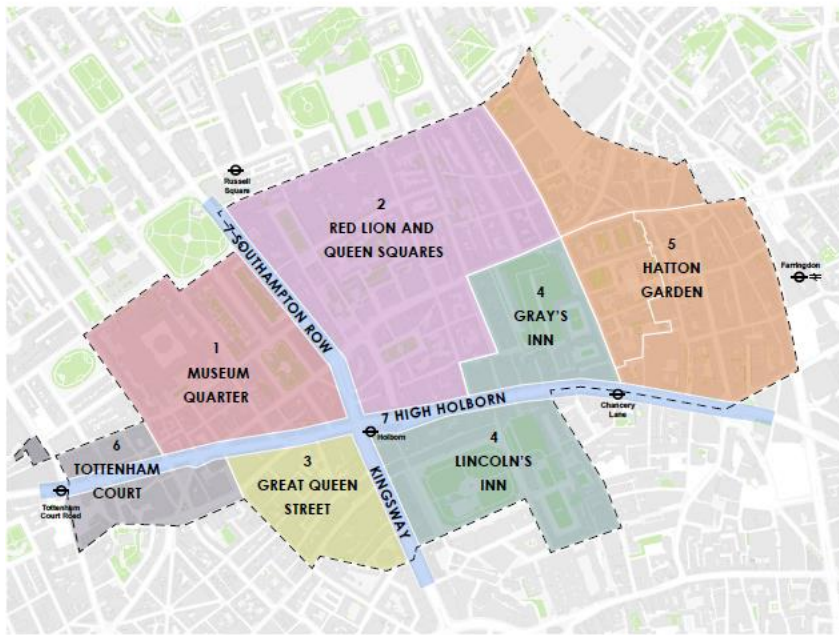 Russell
Square
2
RED LION AND
QUEEN SQUARES
7 SOUTHAMPTON ROW
5
HATTON
GARDEN
Farringdon
4
GRAY'S
INN
1
MUSEUM
QUARTER
7 HIGH HOLBORN
Chancery
Lane
Holborn
6
TOTTENHAM
COURT
Tottenham
Court Road
3
GREAT QUEEN
STREET
KINGSWAY
4
LINCOLN'S
INN